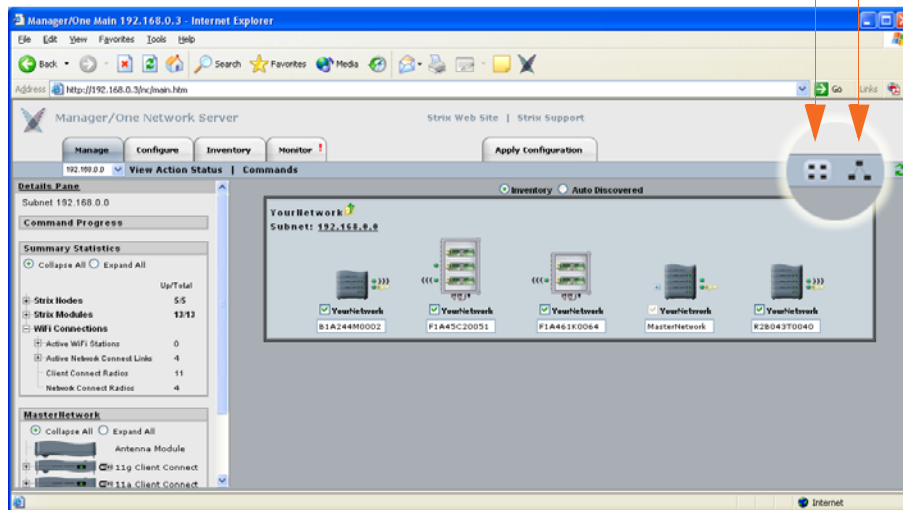 Manager/One Main 192.168.0.3 - Internet Explorer
File Edit View Favorites Tools Help
Back Search Favorites Media
Address http://192.168.0.3/nc/main.htm Go Links
Manager/One Network Server Strix Web Site | Strix Support
Manage Configure Inventory Monitor ! Apply Configuration
192.168.0.0 View Action Status | Commands
Details Pane
Subnet 192.168.0.0
Command Progress
Summary Statistics
Collapse All Expand All
Up/Total
Strix Nodes 5/5
Strix Modules 13/13
WiFi Connections
Active WiFi Stations 0
Active Network Connect Links 4
Client Connect Radios 11
Network Connect Radios 4
MasterNetwork
Collapse All Expand All
Antenna Module
11g Client Connect
11a Client Connect
Inventory Auto Discovered
YourNetwork
Subnet: 192.168.0.0
YourNetwork YourNetwork YourNetwork YourNetwork YourNetwork
B1A244M0002 F1A45C20051 F1A461K0064 MasterNetwork R2B043T0040
Internet